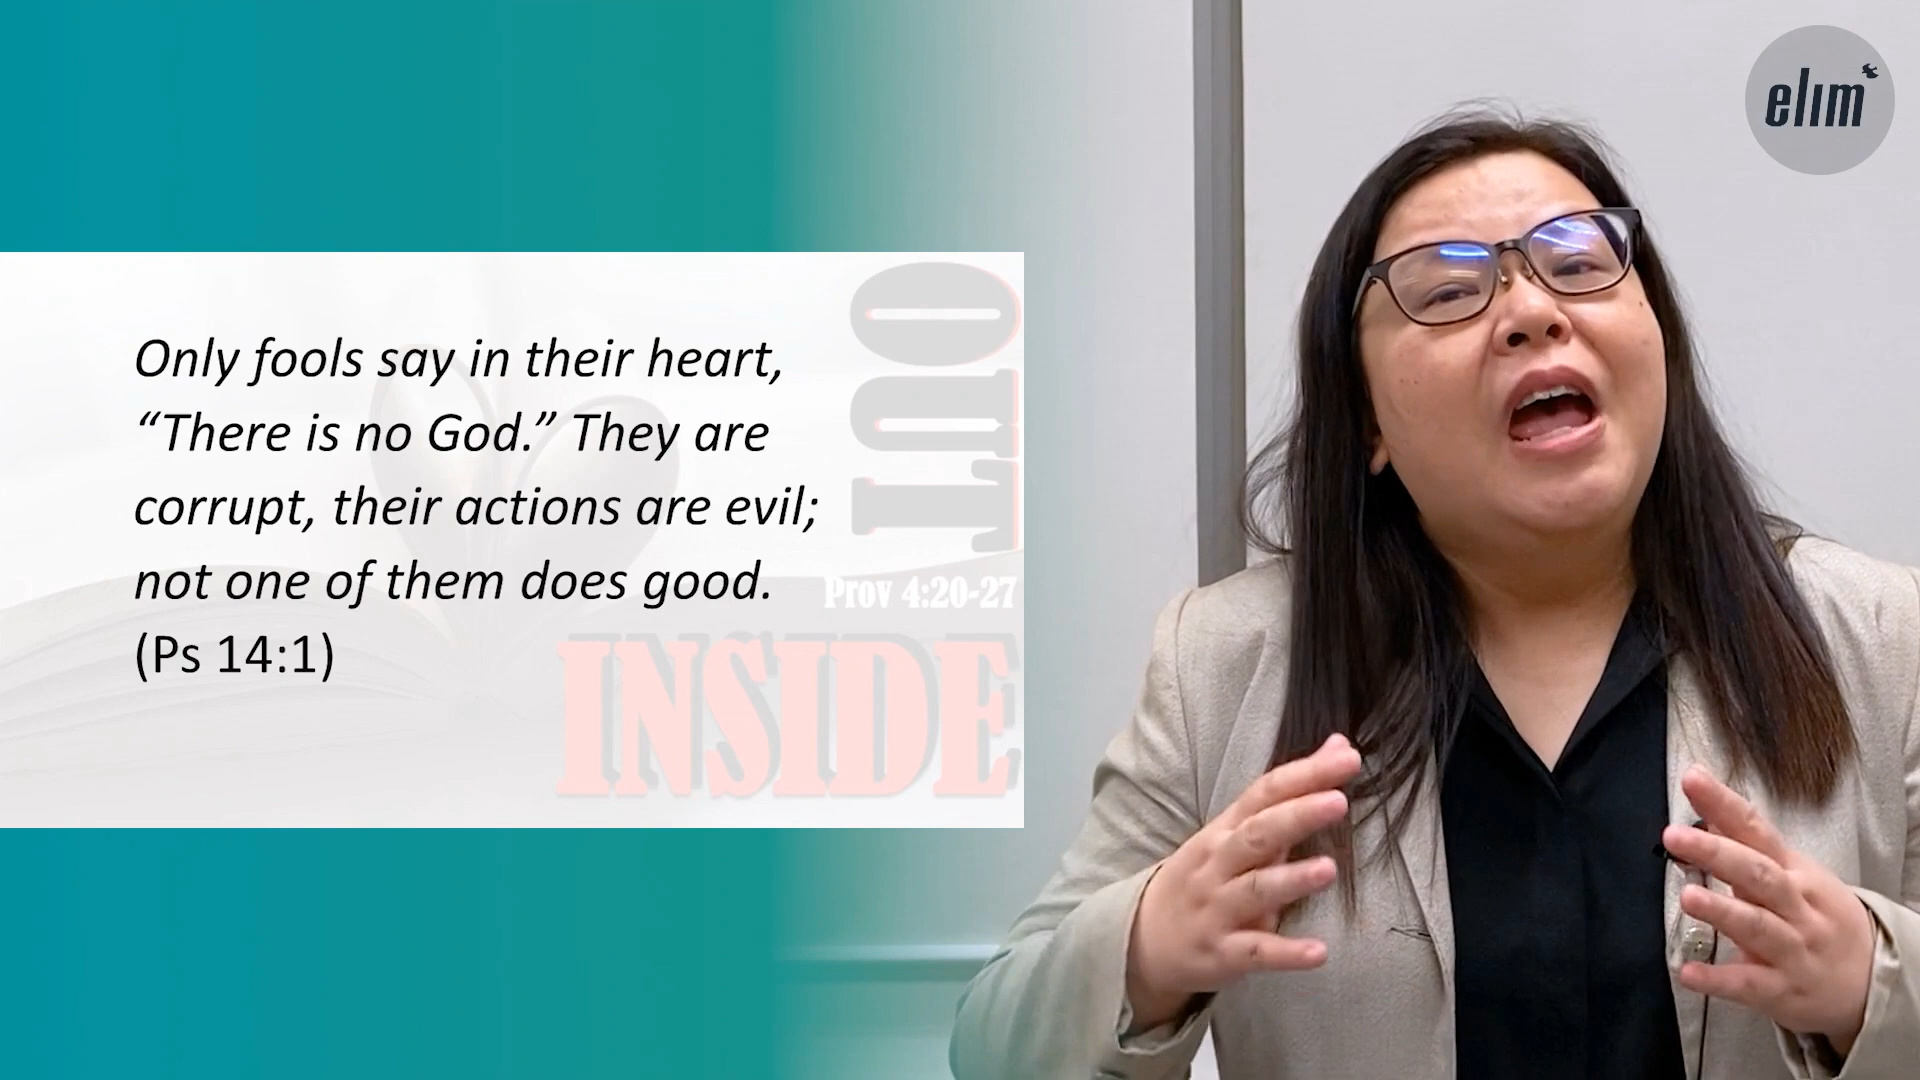 elim
Only fools say in their heart,
“There is no God.” They are
corrupt, their actions are evil;
not one of them does good.
(Ps 14:1)
OUT
Prov 4:20-27
INSIDE